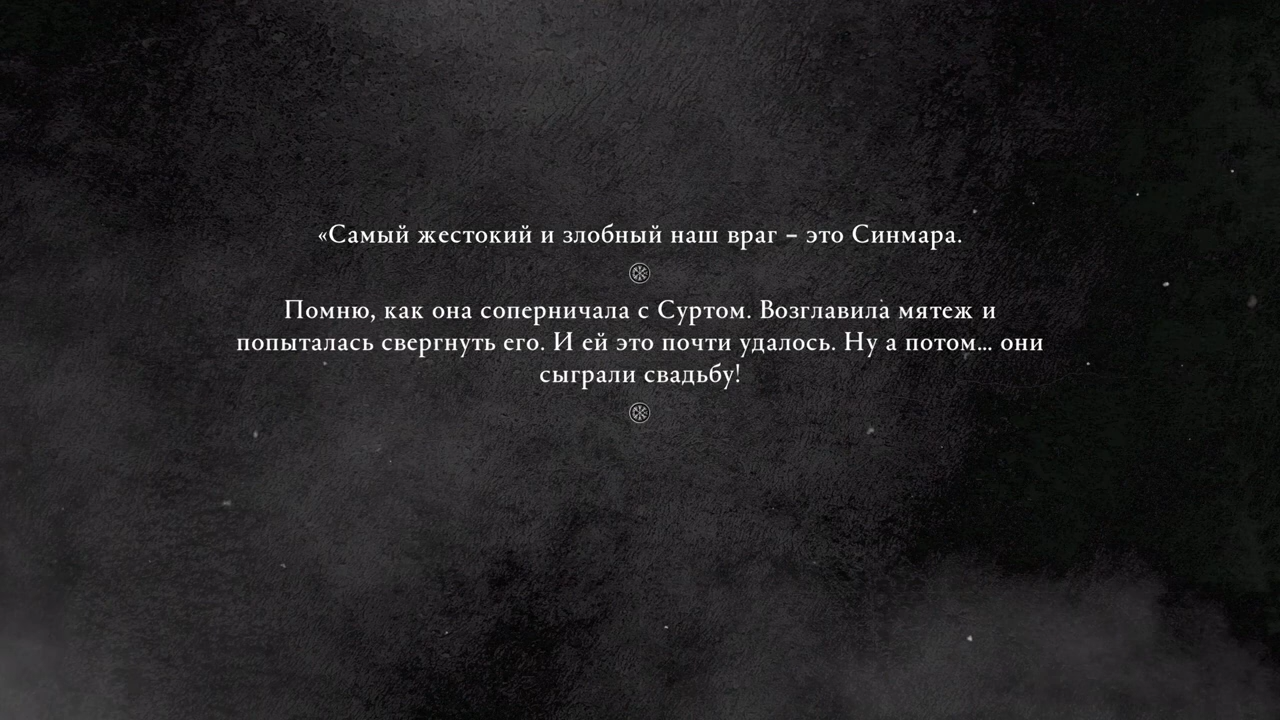 «Самый жестокий и злобный наш враг – это Синмара.
Помню, как она соперничала с Суртом. Возглавила мятеж и
попыталась свергнуть его. И ей это почти удалось. Ну а потом... они
сыграли свадьбу!